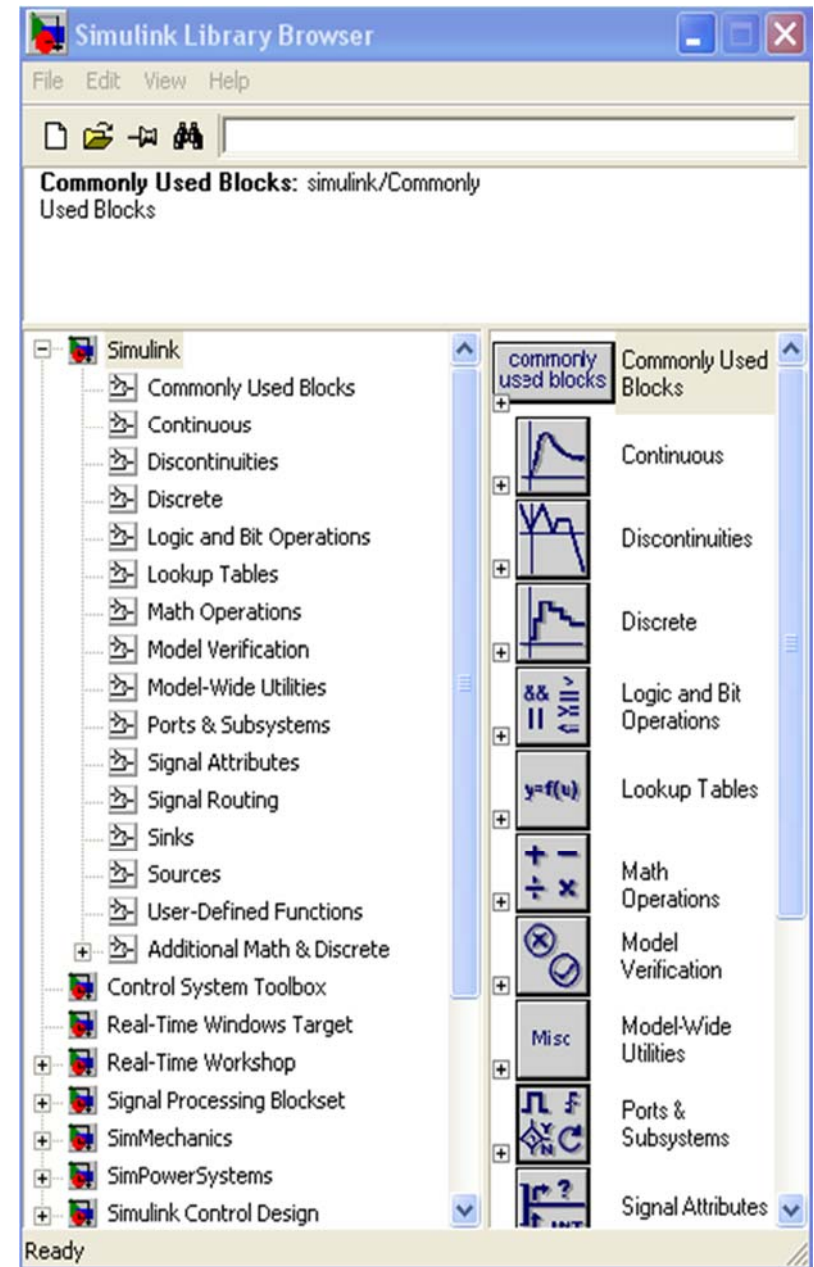 Simulink Library Browser
File Edit View Help
Commonly Used Blocks: simulink/Commonly
Used Blocks
Simulink
Commonly Used Blocks
Continuous
Discontinuities
Discrete
Logic and Bit Operations
Lookup Tables
Math Operations
Model Verification
Model-Wide Utilities
Ports & Subsystems
Signal Attributes
Signal Routing
Sinks
Sources
User-Defined Functions
Additional Math & Discrete
Control System Toolbox
Real-Time Windows Target
Real-Time Workshop
Signal Processing Blockset
SimMechanics
SimPowerSystems
Simulink Control Design
commonly
used blocks
Commonly Used
Blocks
Continuous
Discontinuities
Discrete
&& > =
|| >= <=
Logic and Bit
Operations
y=f(u)
Lookup Tables
+ −
÷ ×
Math
Operations
Model
Verification
Misc
Model-Wide
Utilities
Y
N
Ports &
Subsystems
?
INT
Signal Attributes
Ready